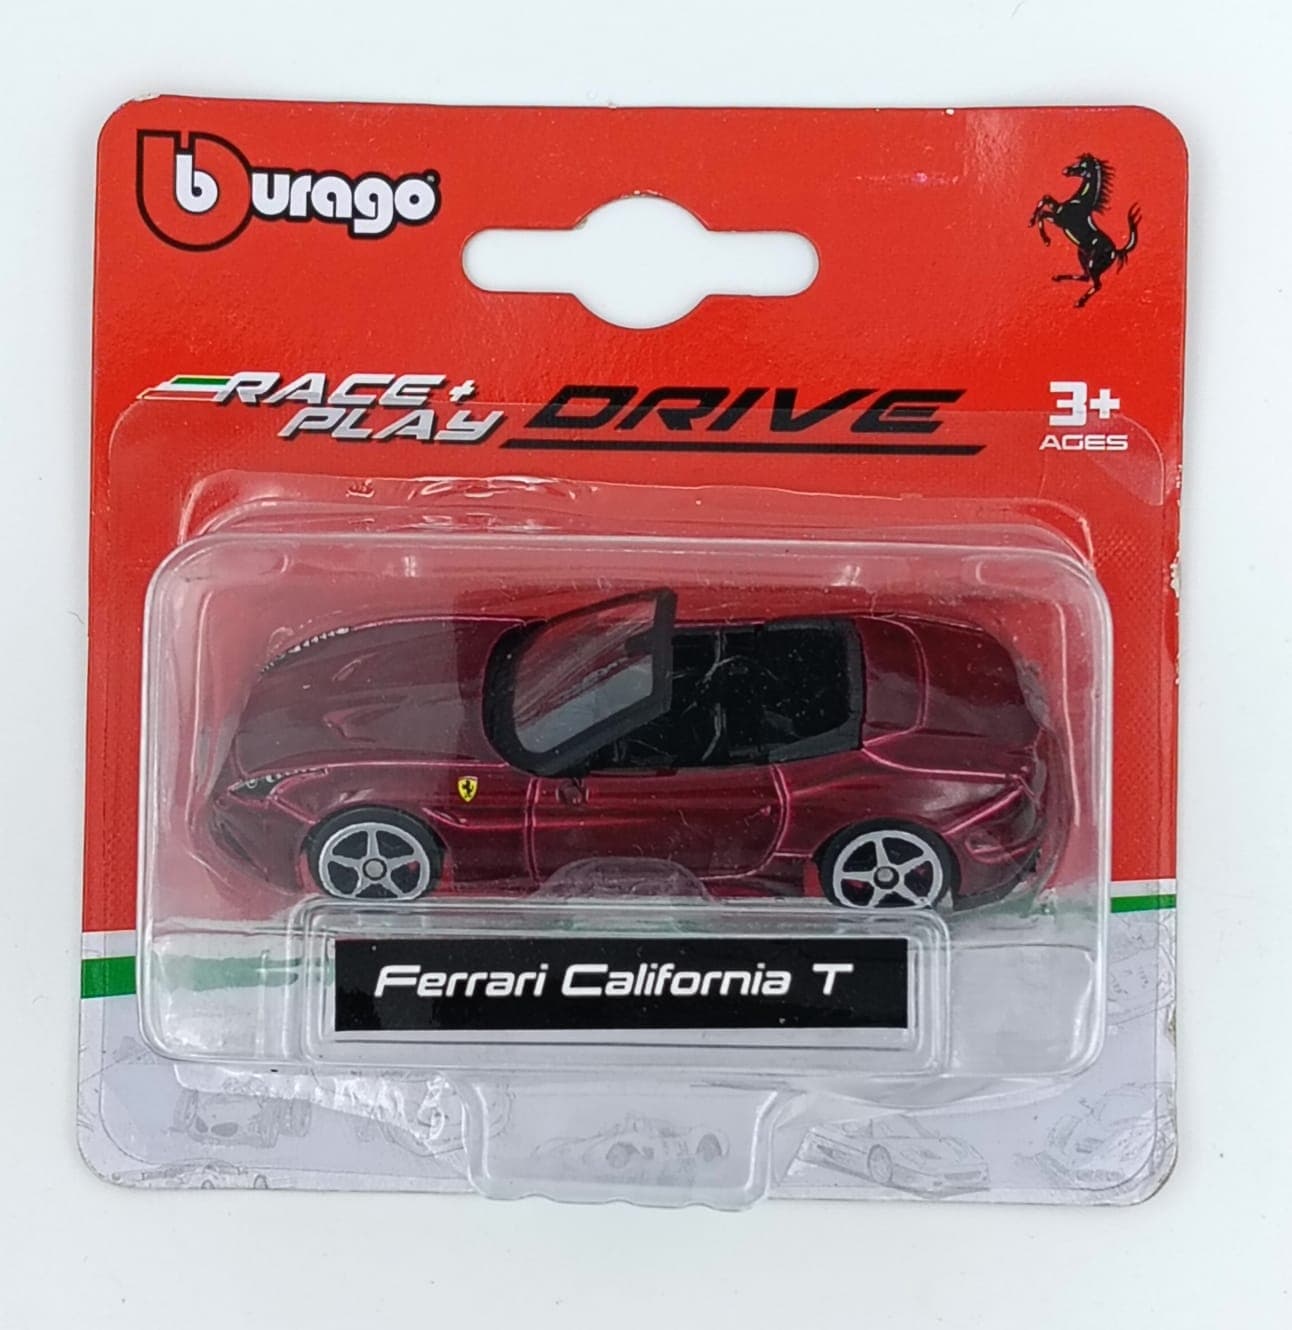 burago
RACE+ PLAY DRIVE
3+
AGES
Ferrari California T